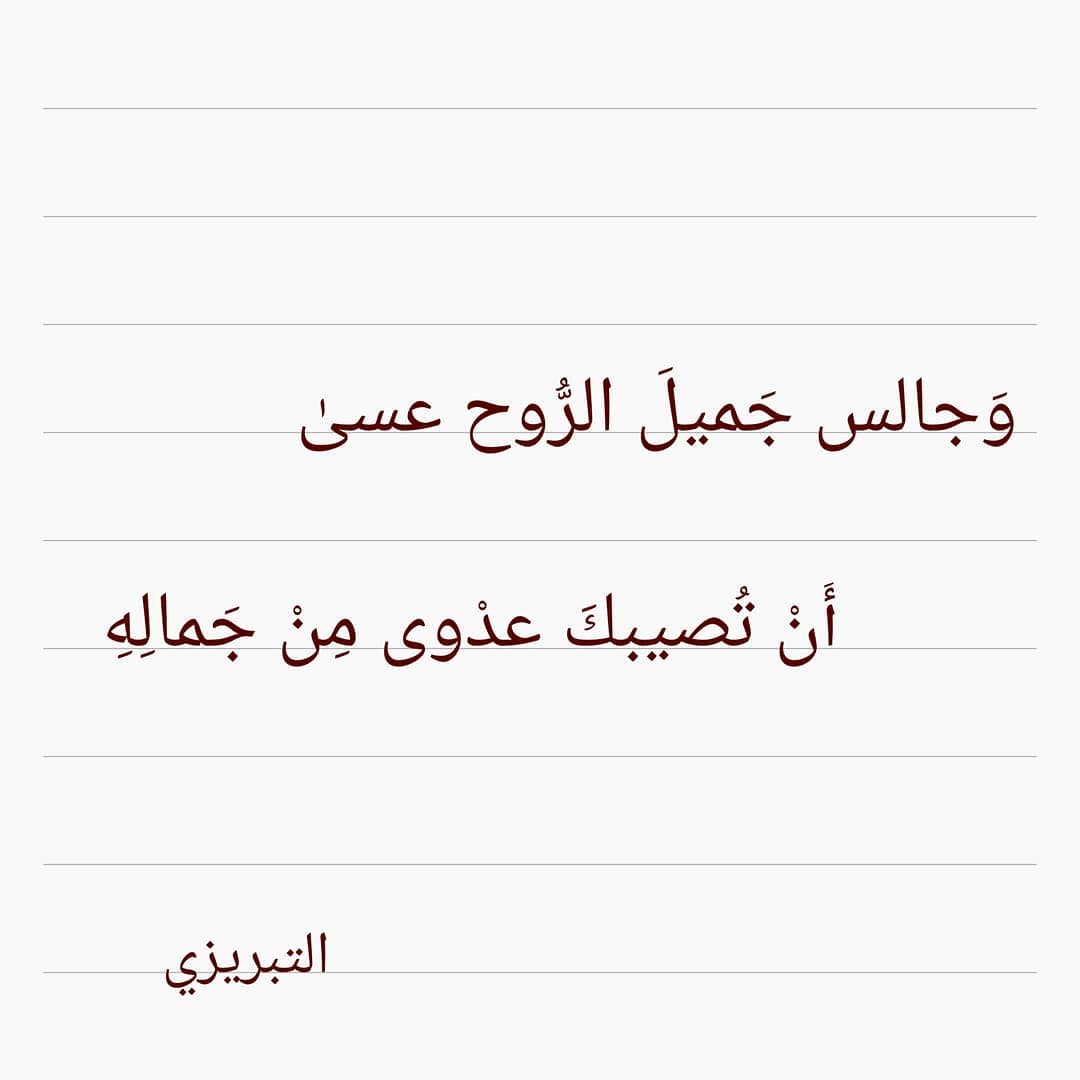 وَجالس جَميلَ الرُّوح عسىٰ
أَنْ تُصيبكَ عدْوى مِنْ جَمالِهِ
التبريزي